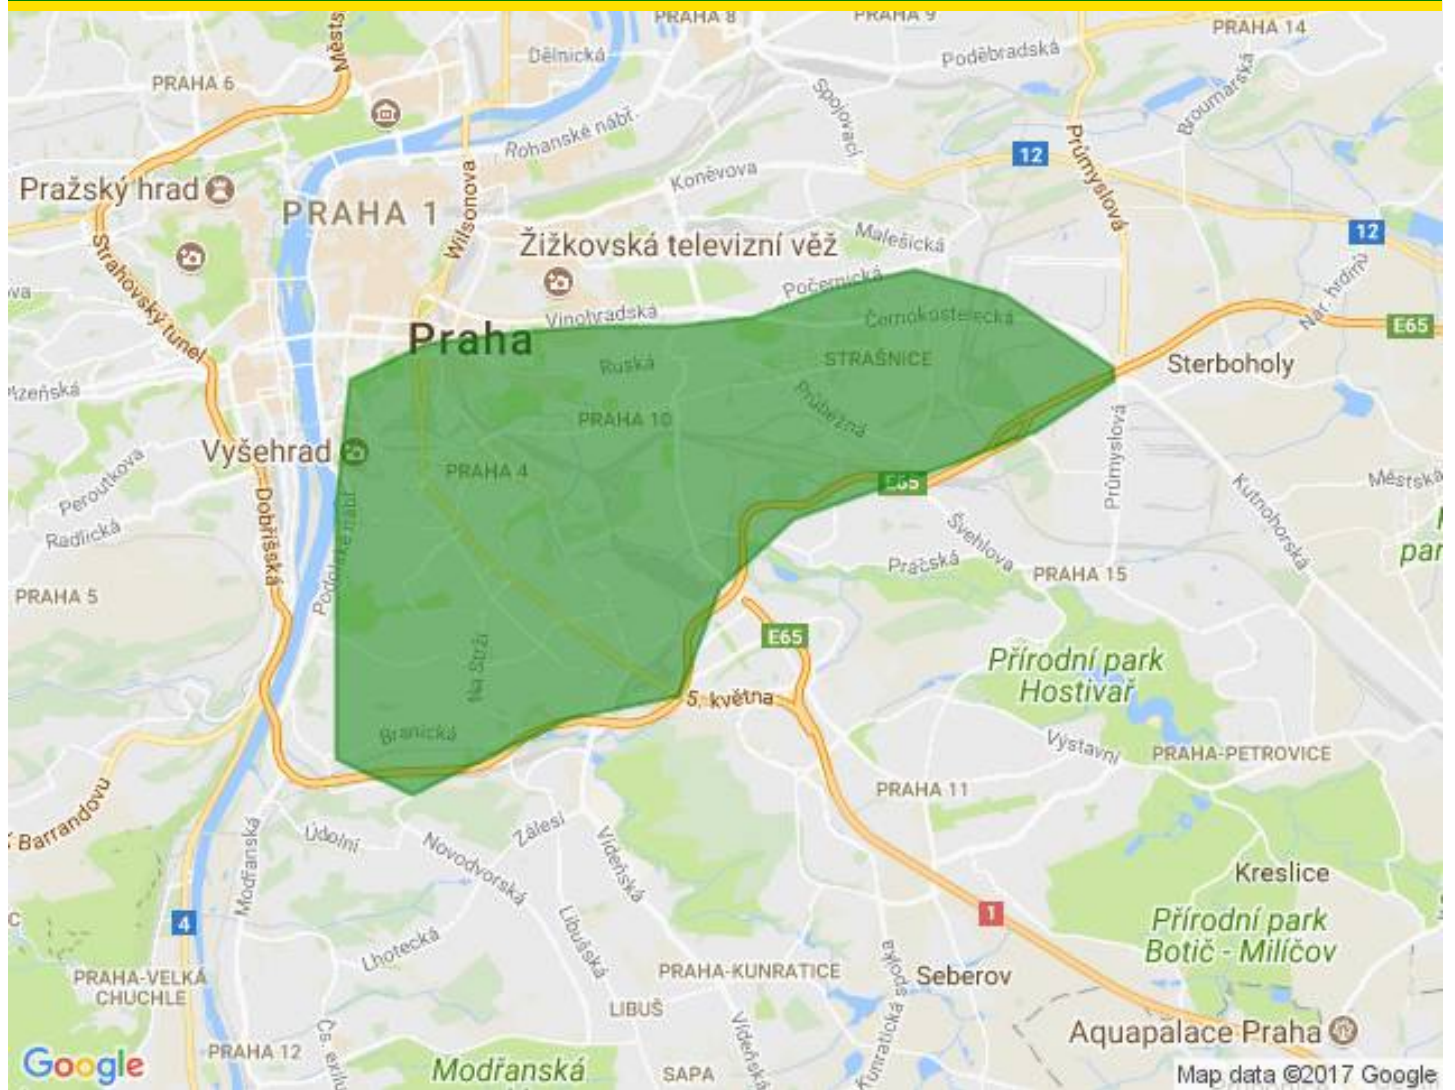 PRAHA 8
PRAHA 9
PRAHA 14
Dělnická
Poděbradská
PRAHA 6
Spojovací
Broumarská
Rohanské nábř.
12
Průmyslová
Koněvova
Pražský hrad
PRAHA 1
Wilsonova
12
Malešická
Žižkovská televizní věž
Strahovský tunel
Počernická
Nár. hrdinů
Vinohradská
Černokostelecká
E65
Praha
Ruská
STRAŠNICE
Sterboholy
Plzeňská
Průběžná
PRAHA 10
Průmyslová
Vyšehrad
PRAHA 4
Peroutkova
E65
Městská
Kutnohorská
Radlická
Dobříšská
Podolské nábř.
Švehlova
Pračská
PRAHA 15
PRAHA 5
E65
Na Strži
Přírodní park
Hostivař
5. května
Branická
Výstavní
PRAHA-PETROVICE
PRAHA 11
Barrandovu
Údolní
Zálesí
Novodvorská
Vídeňská
Modřanská
Kreslice
4
1
Přírodní park
Botič - Milíčov
Libušská
Lhotecká
PRAHA-VELKÁ
CHUCHLE
PRAHA-KUNRATICE
Seberov
LIBUŠ
Vídeňská
Kunratická spojka
Aquapalace Praha
Čs. exilu
PRAHA 12
Google
Modřanská
SAPA
Map data ©2017 Google